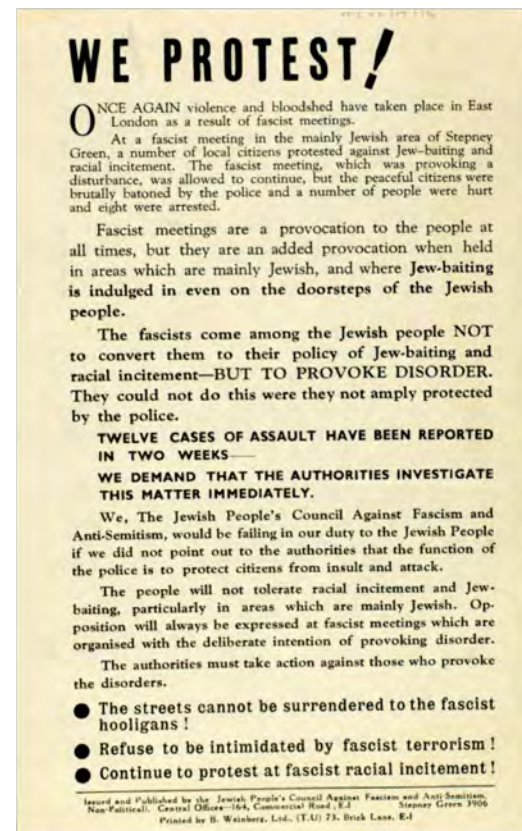 WE PROTEST!
ONCE AGAIN violence and bloodshed have taken place in East
London as a result of fascist meetings.
At a fascist meeting in the mainly Jewish area of Stepney
Green, a number of local citizens protested against Jew-baiting and
racial incitement. The fascist meeting, which was provoking a
disturbance, was allowed to continue, but the peaceful citizens were
brutally batoned by the police and a number of people were hurt
and eight were arrested.
Fascist meetings are a provocation to the people at
all times, but they are an added provocation when held
in areas which are mainly Jewish, and where Jew-baiting
is indulged in even on the doorsteps of the Jewish
people.
The fascists come among the Jewish people NOT
to convert them to their policy of Jew-baiting and
racial incitement—BUT TO PROVOKE DISORDER.
They could not do this were they not amply protected
by the police.
TWELVE CASES OF ASSAULT HAVE BEEN REPORTED
IN TWO WEEKS—
WE DEMAND THAT THE AUTHORITIES INVESTIGATE
THIS MATTER IMMEDIATELY.
We, The Jewish People's Council Against Fascism and
Anti-Semitism, would be failing in our duty to the Jewish People
if we did not point out to the authorities that the function of
the police is to protect citizens from insult and attack.
The people will not tolerate racial incitement and Jew-
baiting, particularly in areas which are mainly Jewish. Op-
position will always be expressed at fascist meetings which are
organised with the deliberate intention of provoking disorder.
The authorities must take action against those who provoke
the disorders.
● The streets cannot be surrendered to the fascist
hooligans !
● Refuse to be intimidated by fascist terrorism !
● Continue to protest at fascist racial incitement !
Issued and Published by the Jewish People's Council Against Fascism and Anti-Semitism,
Non-Political). Central Offices—164, Commercial Road, E.1 Stepney Green 3906
Printed by B. Weinberg, Ltd., (T.U) 73, Brick Lane, E.1